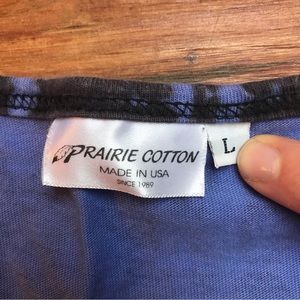 PRAIRIE COTTON
MADE IN USA
SINCE 1989
L